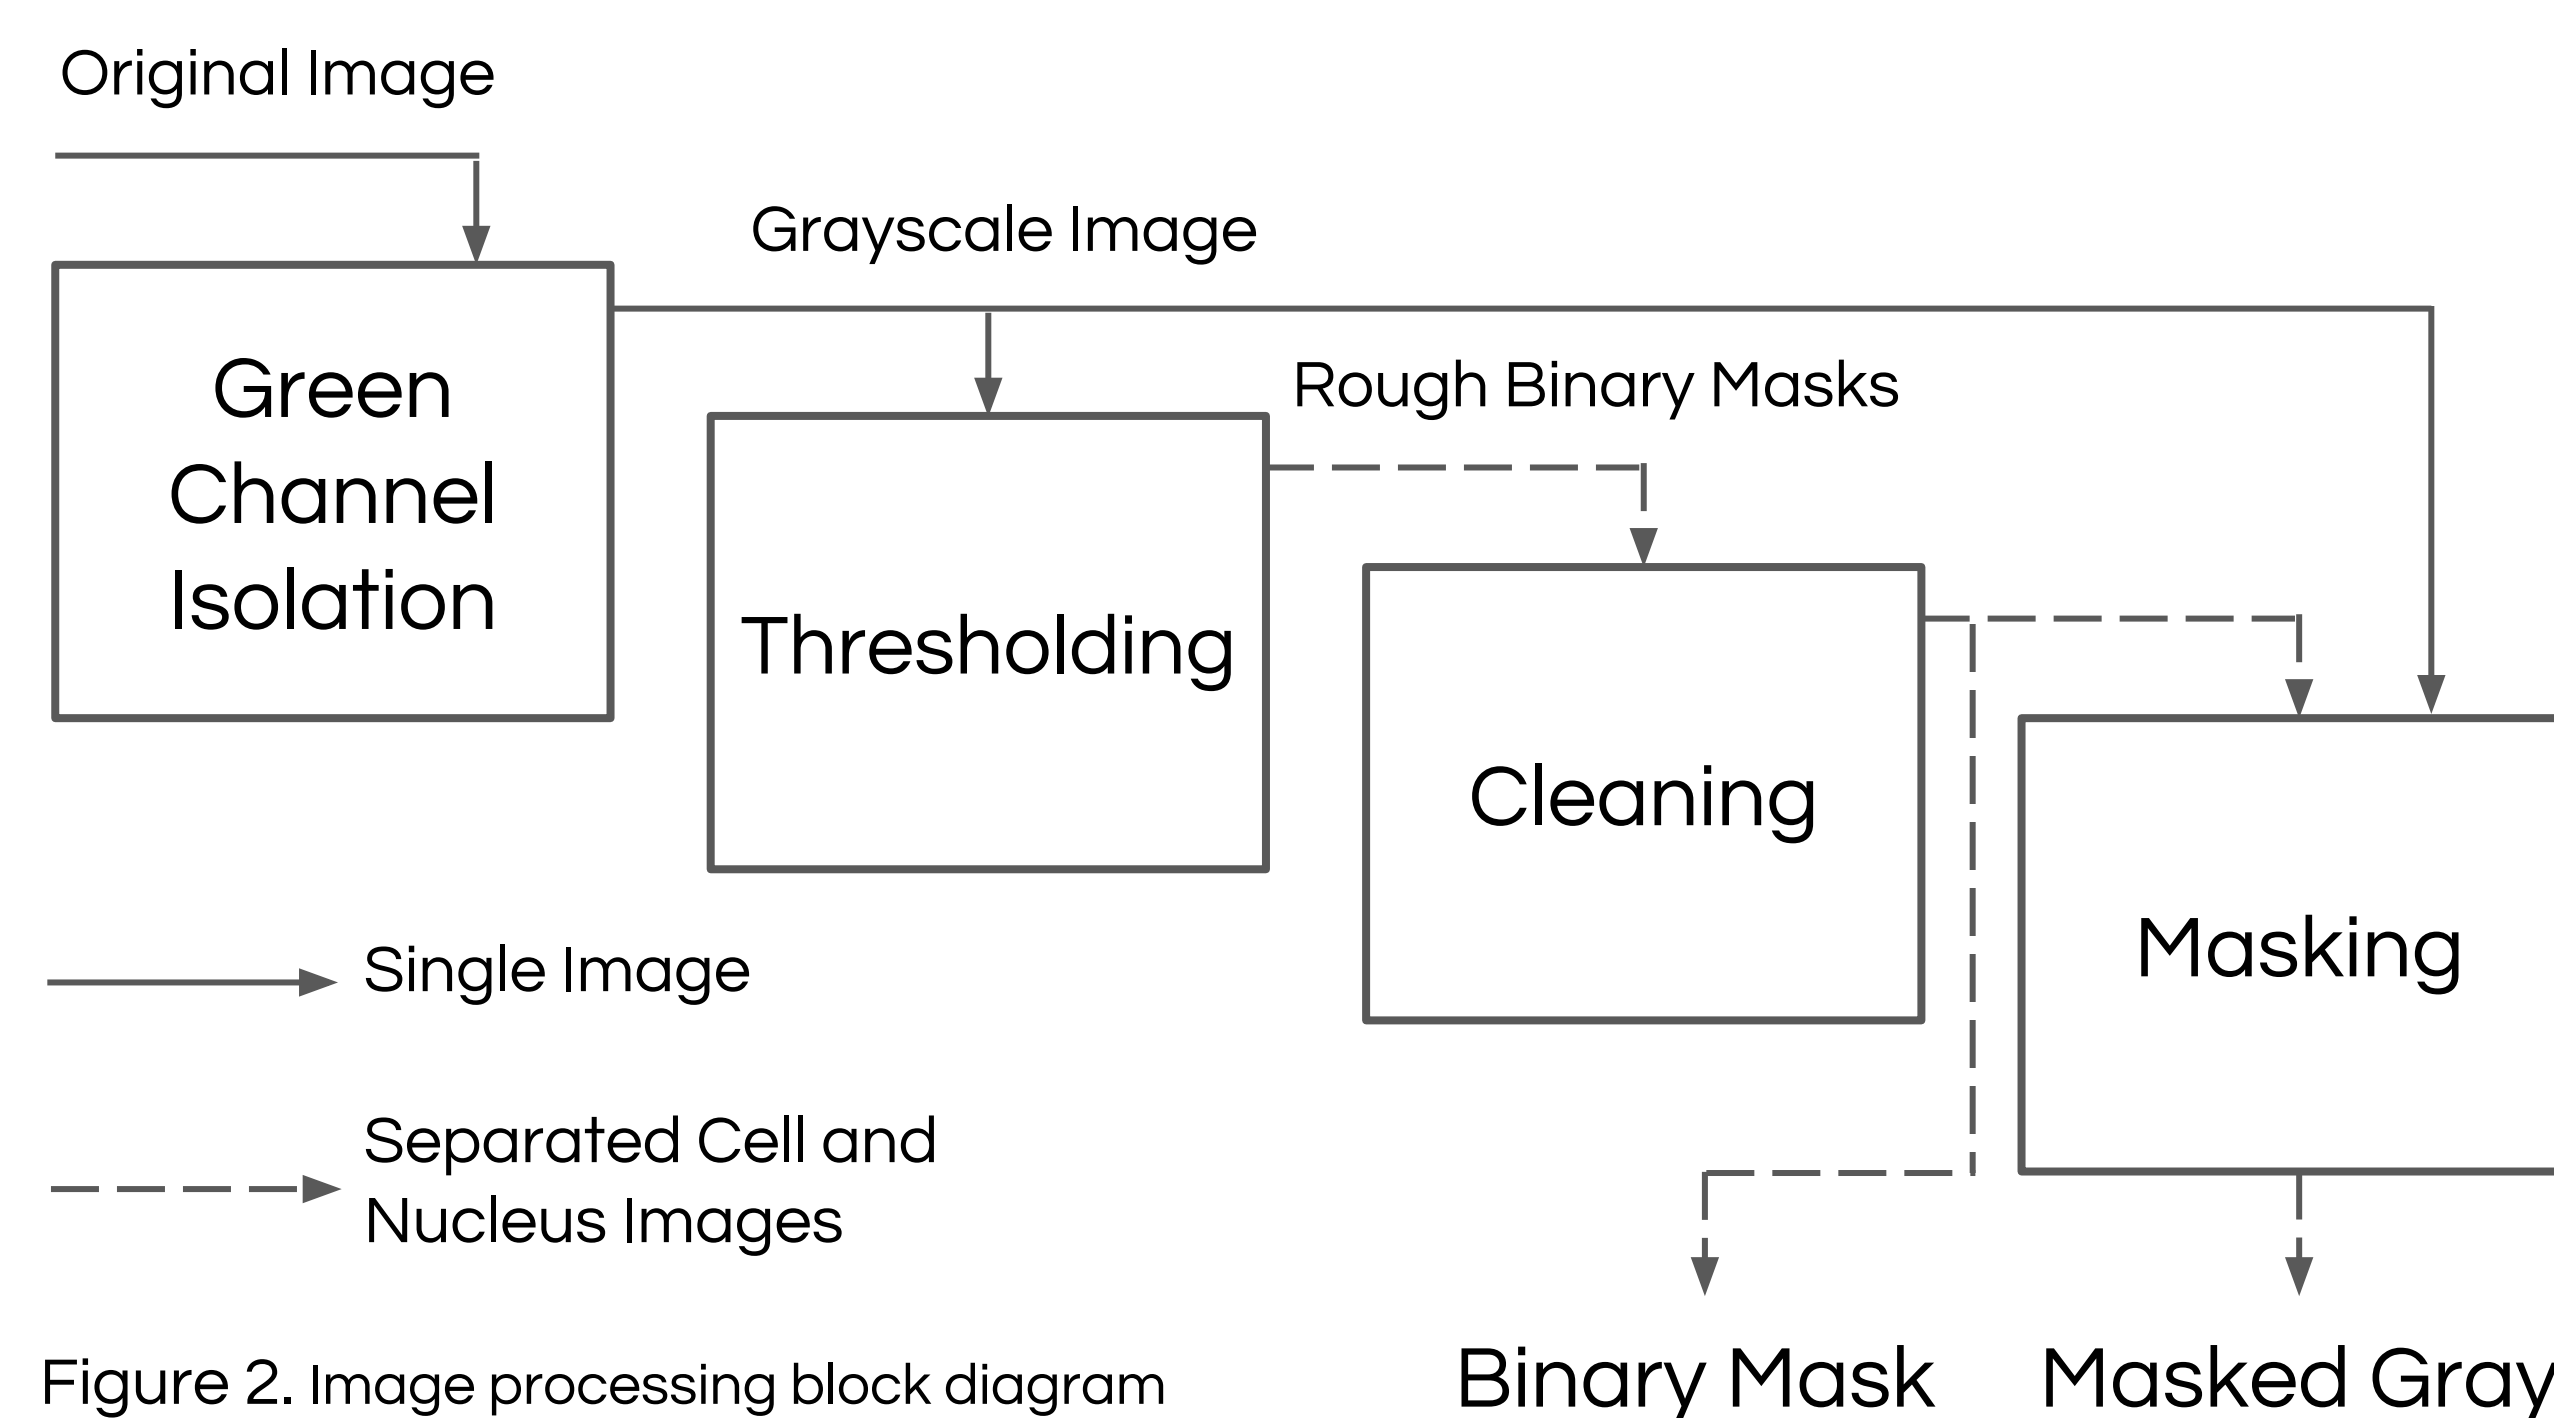 Original Image
Grayscale Image
Rough Binary Masks
Green
Channel
Isolation
Thresholding
Cleaning
Masking
Single Image
Separated Cell and
Nucleus Images
Binary Mask
Masked Gray
Figure 2. Image processing block diagram